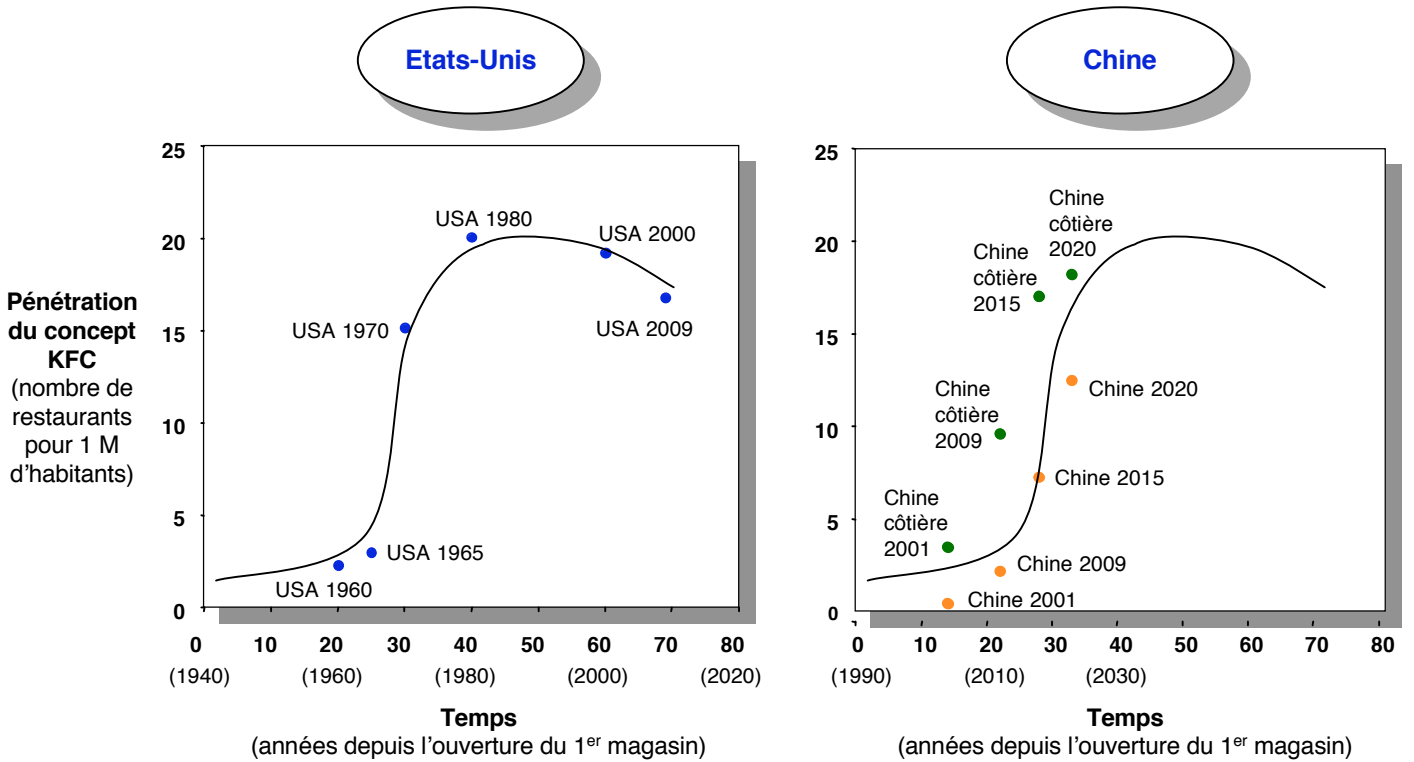 Etats-Unis
Chine
Pénétration
du concept
KFC
(nombre de
restaurants
pour 1 M
d’habitants)
25
20
15
10
5
0
USA 1980
USA 2000
USA 1970
USA 2009
USA 1965
USA 1960
0
10
20
30
40
50
60
70
80
(1940)
(1960)
(1980)
(2000)
(2020)
Temps
(années depuis l’ouverture du 1er magasin)
25
20
15
10
5
0
Chine
côtière
2020
Chine
côtière
2015
Chine 2020
Chine
côtière
2009
Chine 2015
Chine
côtière
2001
Chine 2009
Chine 2001
0
10
20
30
40
50
60
70
80
(1990)
(2010)
(2030)
Temps
(années depuis l’ouverture du 1er magasin)